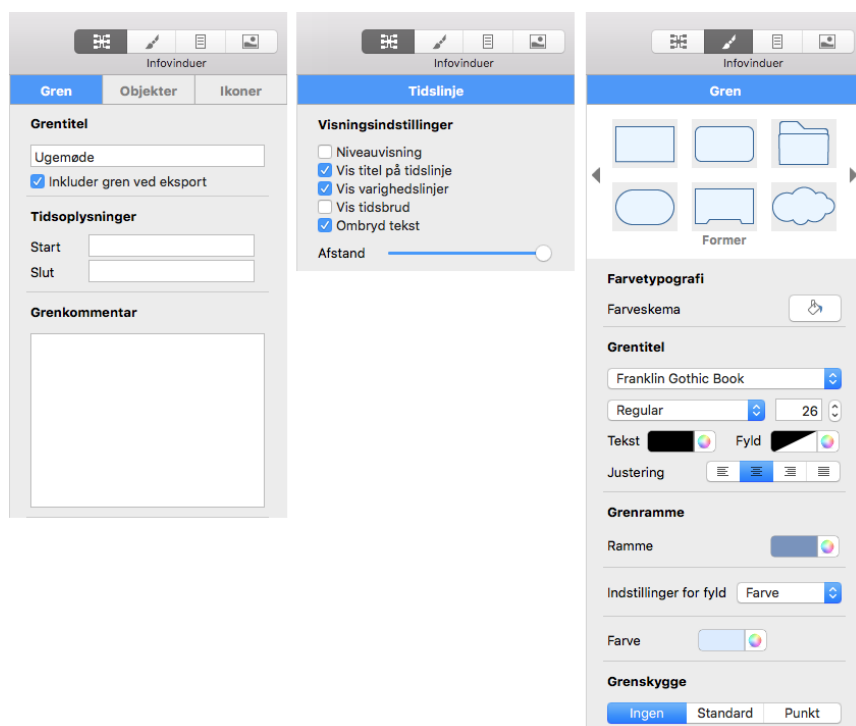 Infovinduer
Gren Objekter Ikoner
Grentitel
Ugemøde
Inkluder gren ved eksport
Tidsoplysninger
Start
Slut
Grenkommentar
Infovinduer
Tidslinje
Visningsindstillinger
Niveauvisning
Vis titel på tidslinje
Vis varighedslinjer
Vis tidsbrud
Ombryd tekst
Afstand
Infovinduer
Gren
Former
Farvetypografi
Farveskema
Grentitel
Franklin Gothic Book
Regular 26
Tekst Fyld
Justering
Grenramme
Ramme
Indstillinger for fyld Farve
Farve
Grenskygge
Ingen Standard Punkt